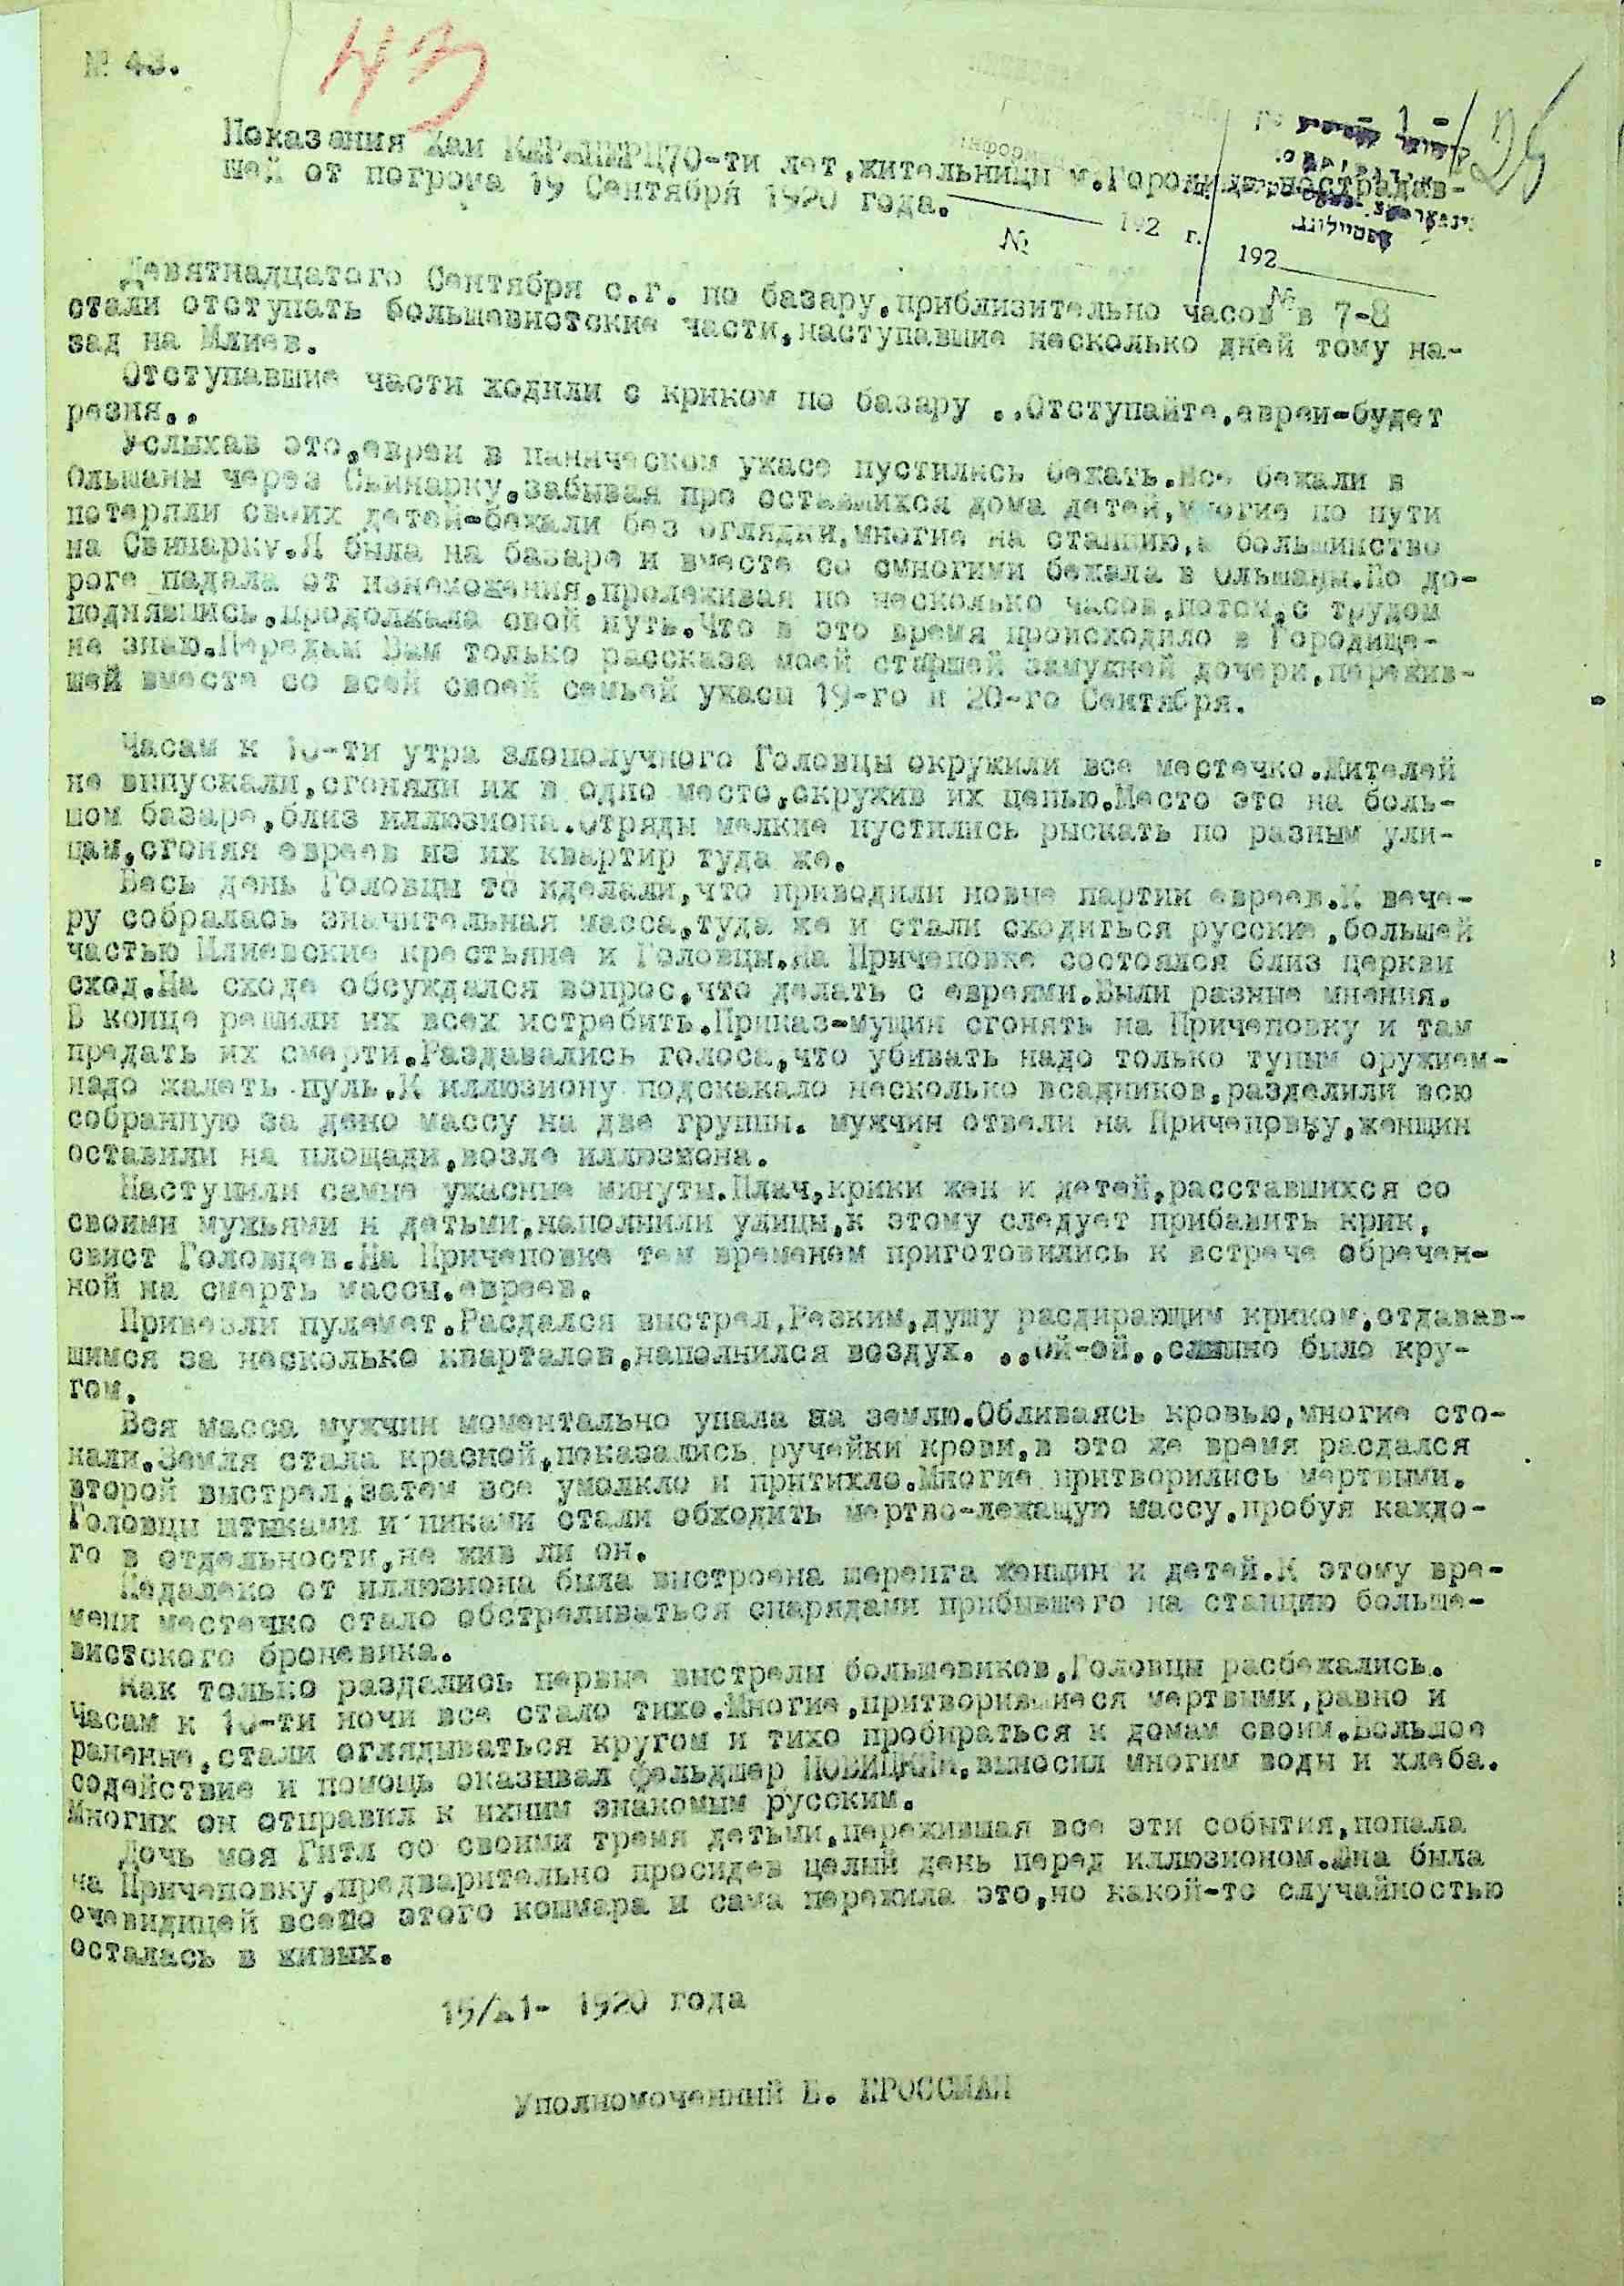 № 43.
43
- 1 -
25
Показания Хаи 70-ти лет, жительницы м. Городища, пострадав-
шей от погрома 19 Сентября 1920 года.
192 г.
№
192
№
Девятнадцатого Сентября с.г. по базару, приблизительно часов в 7-8
стали отступать большевистские части, наступавшие несколько дней тому на-
зад на Млиев.
Отступавшие части ходили с криком по базару ,,Отступайте, евреи-будет
резня,,
Услыхав это, евреи в паническом ужасе пустились бежать. Все бежали в
Ольшаны через Свинарку, забывая про оставшихся дома детей, многие по пути
потеряли своих детей-бежали без оглядки, многие на станцию, а большинство
на Свинарку. Я была на базаре и вместе со смногими бежала в Ольшаны. По до-
роге падала от изнеможения, пролеживая по несколько часов, потом, с трудом
поднявшись, продолжала свой путь. Что в это время происходило в Городище-
не знаю. Передам Вам только рассказа моей старшей замужней дочери, пережив-
шей вместе со всей своей семьей ужасы 19-го и 20-го Сентября.
Часам к 10-ти утра злополучного Головцы окружили все местечко. Жителей
не выпускали, сгоняли их в одно место, окружив их цепью. Место это на боль-
шом базаре, близ иллюзиона. Отряды мелкие пустились рыскать по разным ули-
цам, сгоняя евреев из их квартир туда же.
Весь день Головцы то иделали, что приводили новые партии евреев. К вече-
ру собралась значительная масса, туда же и стали сходиться русские, большей
частью Млиевские крестьяне и Головцы. На Причеповке состоялся близ церкви
сход. На сходе обсуждался вопрос, что делать с евреями. Были разные мнения.
В конце решили их всех истребить. Приказ-мущин сгонять на Причеповку и там
предать их смерти. Раздавались голоса, что убивать надо только тупым оружием-
надо жалеть пуль. К иллюзиону подскакало несколько всадников, разделили всю
собранную за дено массу на две группы. мужчин отвели на Причеповку, женщин
оставили на площади, возле иллюзиона.
Наступили самые ужасные минуты. Плач, крики жен и детей, расставшихся со
своими мужьями и детьми, наполнили улицы, к этому следует прибавить крик,
свист Головцев. На Причеповке тем временем приготовились к встрече обречен-
ной на смерть массы. евреев.
Привезли пулемет. Расдался выстрел, Резким, душу расдирающим криком, отдавав-
шимся за несколько кварталов, наполнился воздух. ,,Ой-ой,, слышно было кру-
гом,
Вся масса мужчин моментально упала на землю. Обливаясь кровью, многие сто-
нали. Земля стала красной, показались ручейки крови, в это же время расдался
второй выстрел, затем все умолкло и притихло. Многие притворились мертвыми.
Головцы штыками и пиками стали обходить мертво-лежащую массу, пробуя каждо-
го в отдельности, не жив ли он.
Недалеко от иллюзиона была выстроена шеренга женщин и детей. К этому вре-
мени местечко стало обстреливаться снарядами прибывшего на станцию больше-
вистского броневика.
Как только раздались первые выстрелы большевиков, Головцы расбежались.
Часам к 10-ти ночи все стало тихо. Многие, притворившиеся мертвыми, равно и
раненые, стали оглядываться кругом и тихо пробираться к домам своим. Большое
содействие и помощь оказывал фельдшер НОВИЦКИЙ, выносил многим воды и хлеба.
Многих он отправил к ихним знакомым русским.
Дочь моя Гитл со своими тремя детьми, пережившая все эти события, попала
на Причеповку, предварительно просидев целый день перед иллюзионом. Она была
очевидицей всего этого кошмара и сама пережила это, но какой-то случайностью
осталась в живых.
15/X1- 1920 года
Уполномоченный